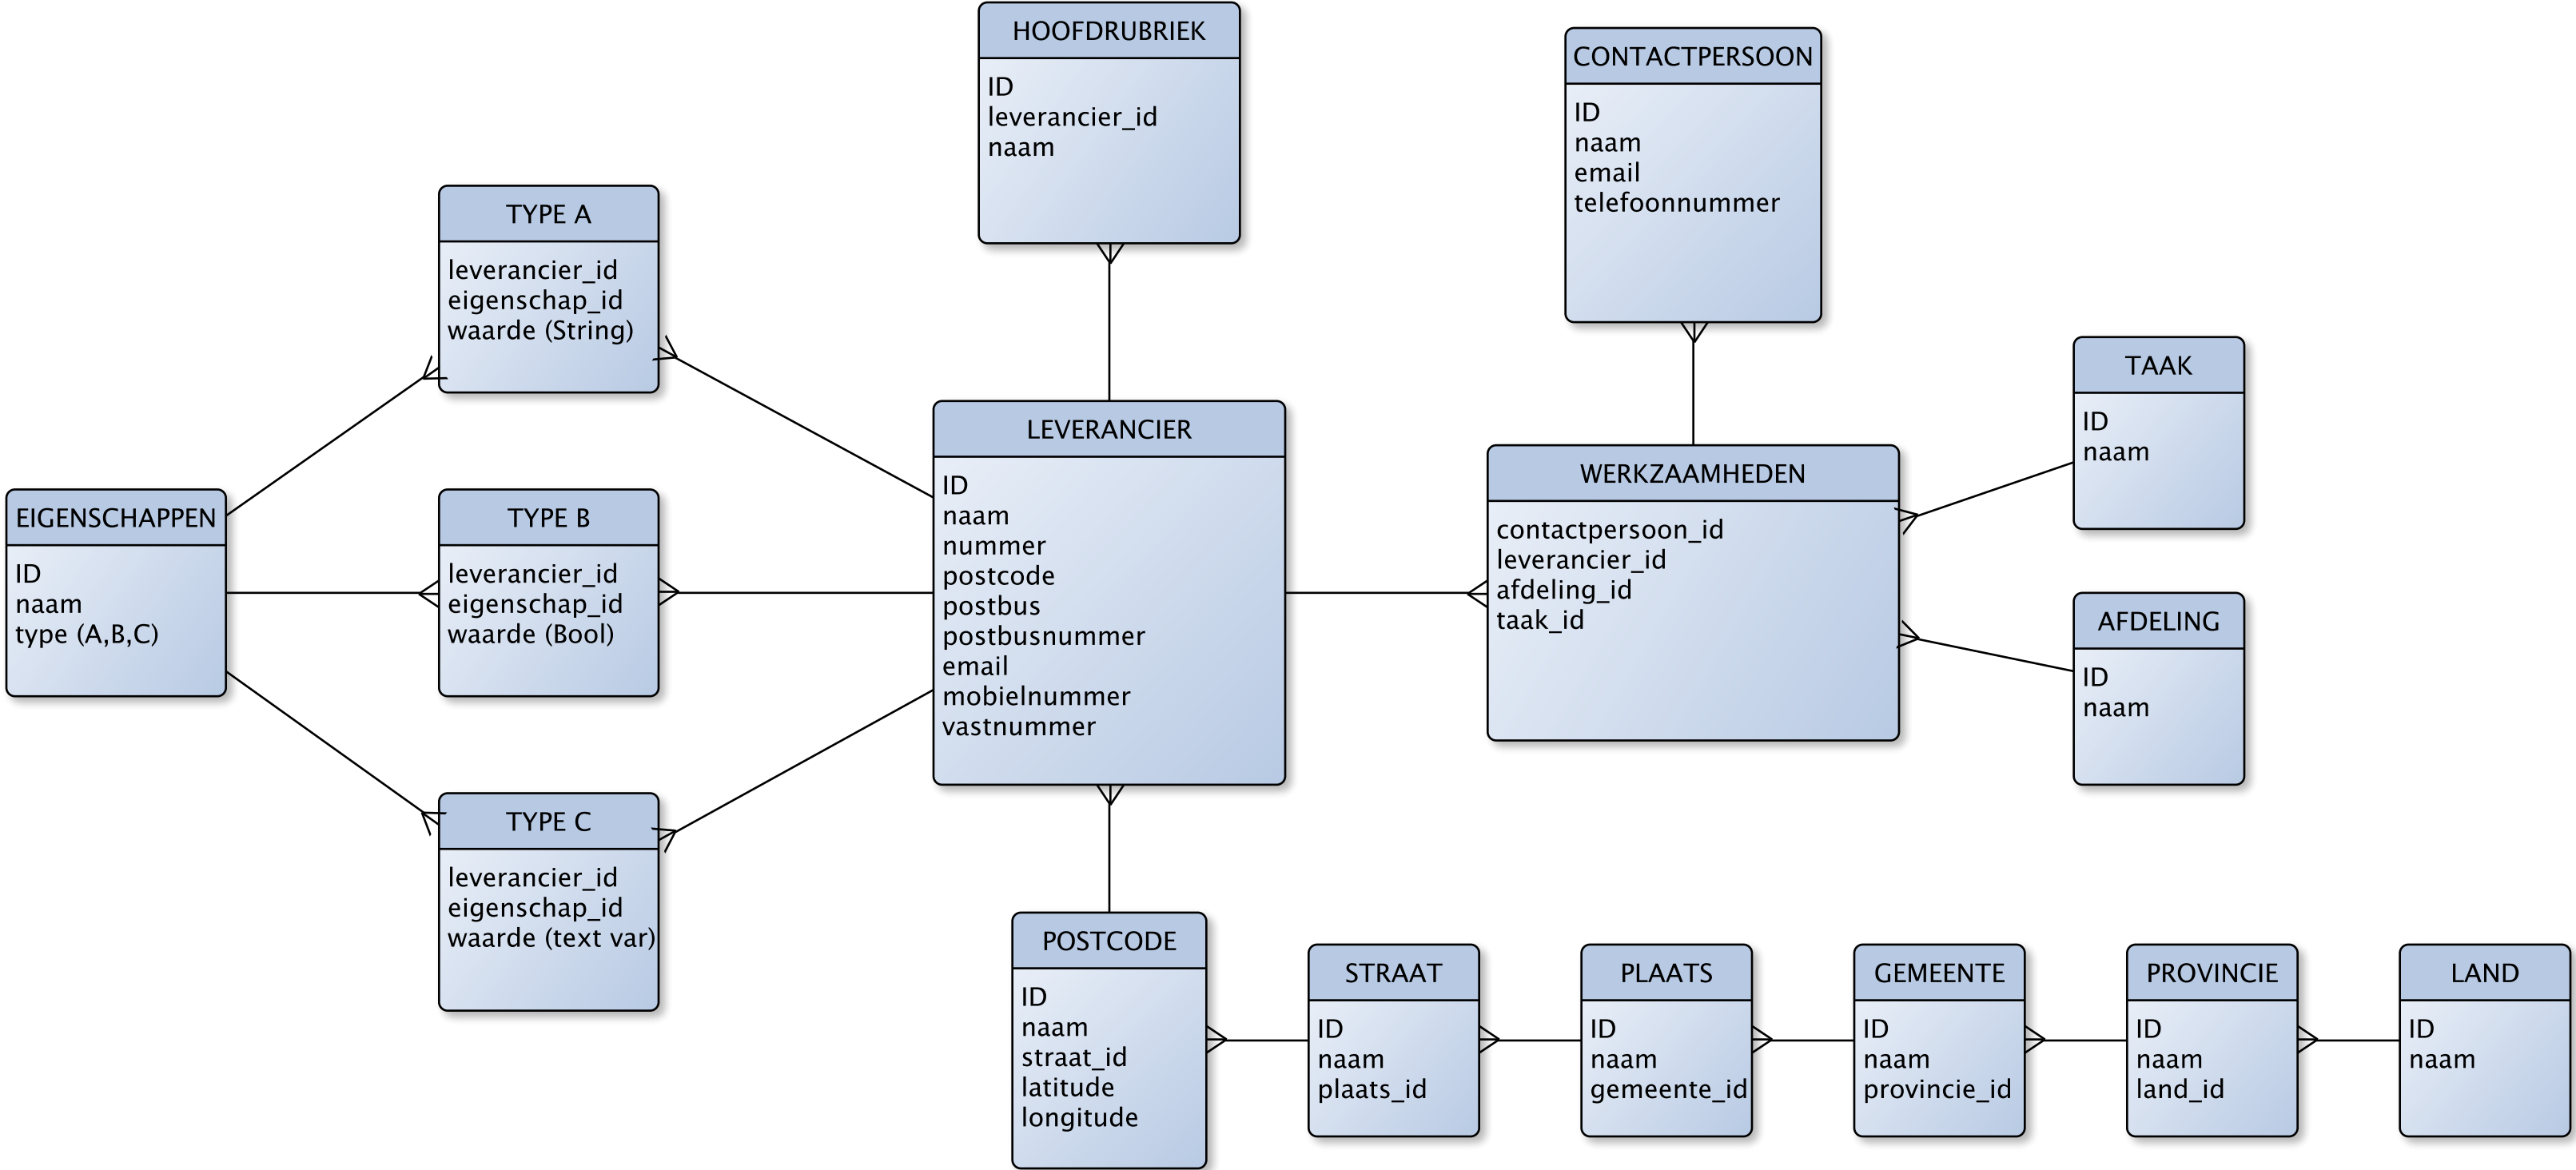 HOOFDRUBRIEK
ID
leverancier_id
naam
CONTACTPERSOON
ID
naam
email
telefoonnummer
TYPE A
leverancier_id
eigenschap_id
waarde (String)
TAAK
ID
naam
LEVERANCIER
ID
naam
nummer
postcode
postbus
postbusnummer
email
mobielnummer
vastnummer
WERKZAAMHEDEN
contactpersoon_id
leverancier_id
afdeling_id
taak_id
EIGENSCHAPPEN
ID
naam
type (A,B,C)
TYPE B
leverancier_id
eigenschap_id
waarde (Bool)
AFDELING
ID
naam
TYPE C
leverancier_id
eigenschap_id
waarde (text var)
POSTCODE
ID
naam
straat_id
latitude
longitude
STRAAT
ID
naam
plaats_id
PLAATS
ID
naam
gemeente_id
GEMEENTE
ID
naam
provincie_id
PROVINCIE
ID
naam
land_id
LAND
ID
naam